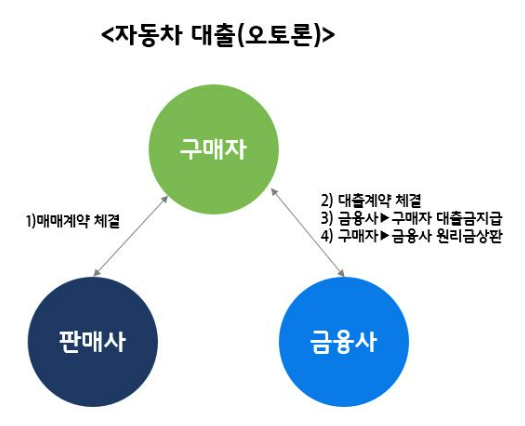 <자동차 대출(오토론)>
구매자
1)매매계약 체결
2) 대출계약 체결
3) 금융사▶구매자 대출금지급
4) 구매자▶금융사 원리금상환
판매사
금융사